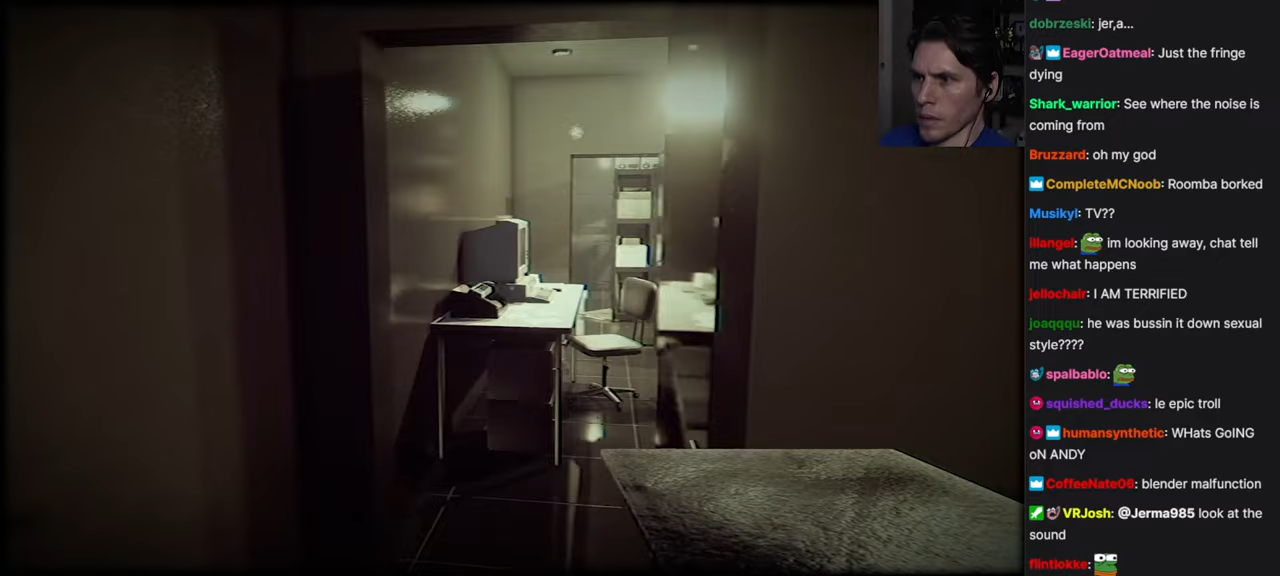 dobrzeski: jer,a...
EagerOatmeal: Just the fringe
dying
Shark_warrior: See where the noise is
coming from
Bruzzard: oh my god
CompleteMCNoob: Roomba borked
Musikyl: TV??
illangel: im looking away, chat tell
me what happens
jellochair: I AM TERRIFIED
joaqqqu: he was bussin it down sexual
style????
spalbablo:
squished_ducks: le epic troll
humansynthetic: WHats GoING
oN ANDY
CoffeeNate06: blender malfunction
VRJosh: @Jerma985 look at the
sound
flintlokke: